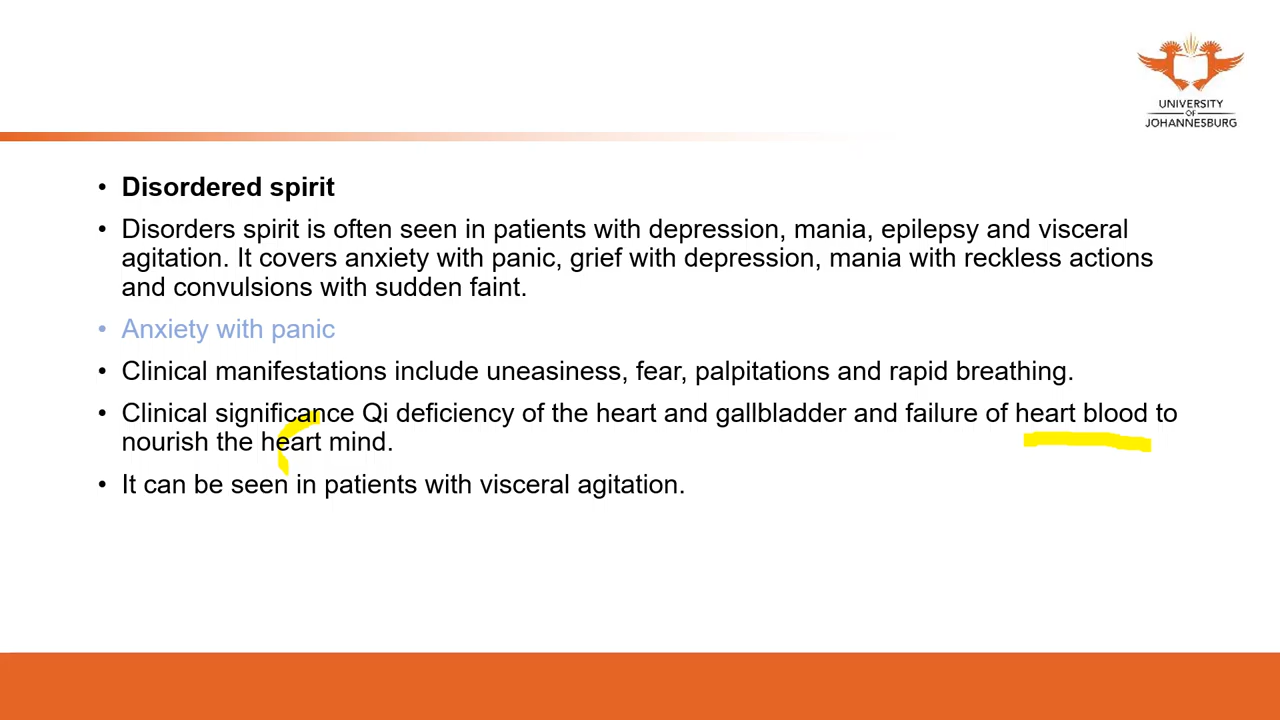 UNIVERSITY
OF
JOHANNESBURG
• Disordered spirit
• Disorders spirit is often seen in patients with depression, mania, epilepsy and visceral
agitation. It covers anxiety with panic, grief with depression, mania with reckless actions
and convulsions with sudden faint.
• Anxiety with panic
• Clinical manifestations include uneasiness, fear, palpitations and rapid breathing.
• Clinical significance Qi deficiency of the heart and gallbladder and failure of heart blood to
nourish the heart mind.
• It can be seen in patients with visceral agitation.